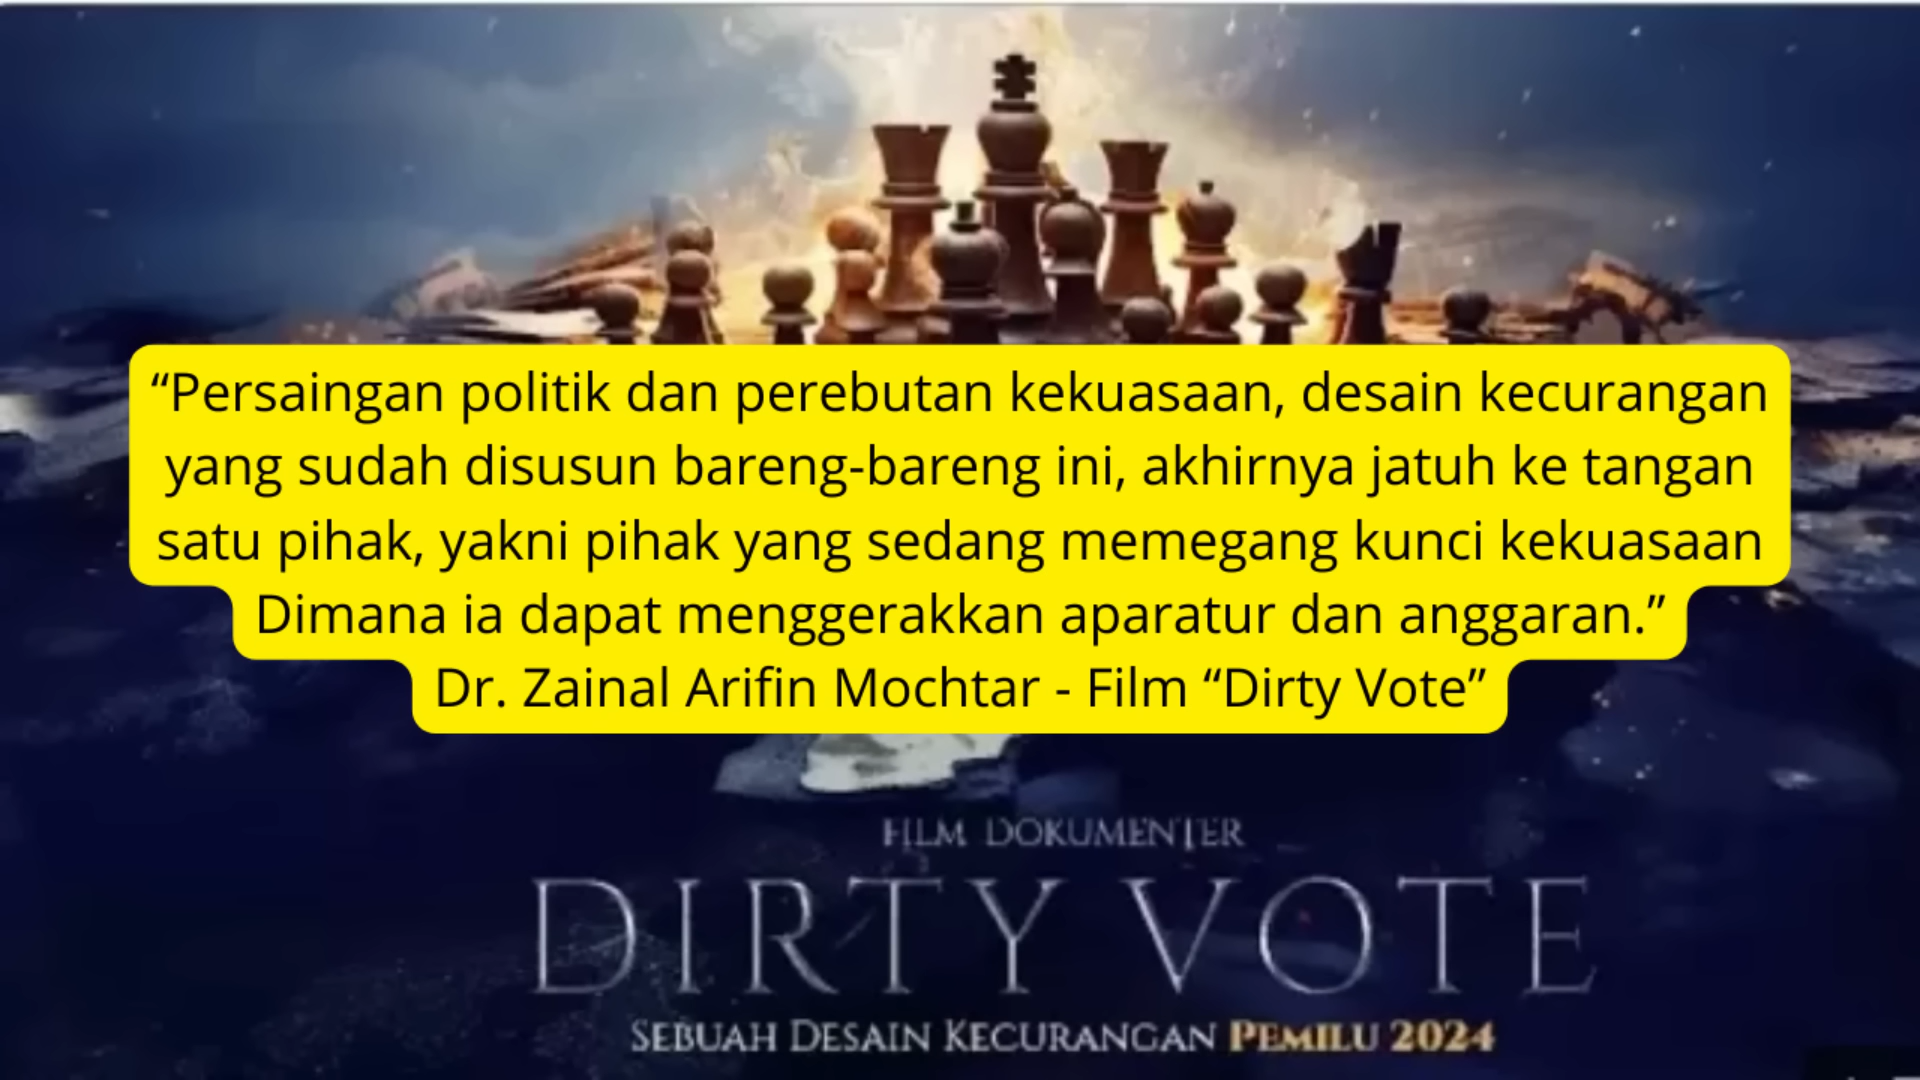 “Persaingan politik dan perebutan kekuasaan, desain kecurangan
yang sudah disusun bareng-bareng ini, akhirnya jatuh ke tangan
satu pihak, yakni pihak yang sedang memegang kunci kekuasaan
Dimana ia dapat menggerakkan aparatur dan anggaran.”
Dr. Zainal Arifin Mochtar - Film “Dirty Vote”
FILM DOKUMENTER
DIRTY VOTE
SEBUAH DESAIN KECURANGAN PEMILU 2024